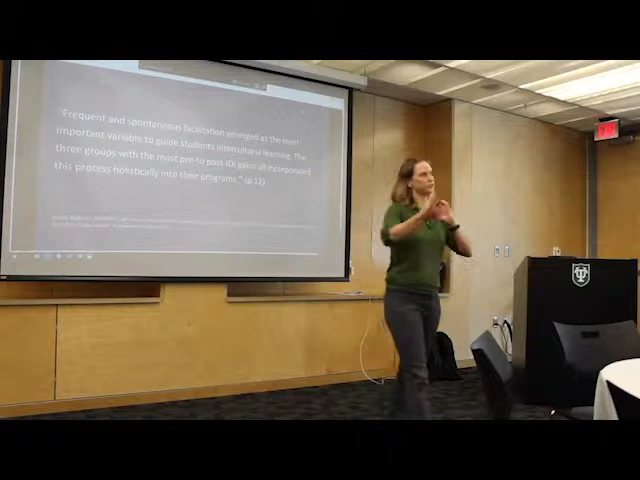 Frequent and spontaneous facilitation emerged as the most
important variable to guide students intercultural learning. The
three groups with the most pre-to post-IDI gains all incorporated
this process holistically into their programs." (p.12)
EXIT